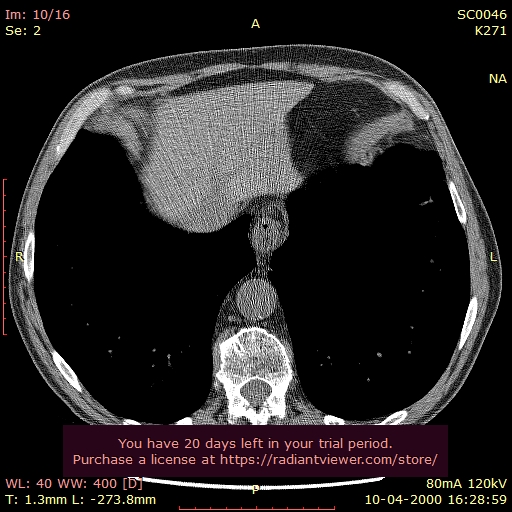 Im: 10/16
Se: 2
A
SC0046
K271
NA
R
L
You have 20 days left in your trial period.
Purchase a license at https://radiantviewer.com/store/
WL: 40 WW: 400 [D]
T: 1.3mm L: -273.8mm
P
80mA 120kV
10-04-2000 16:28:59